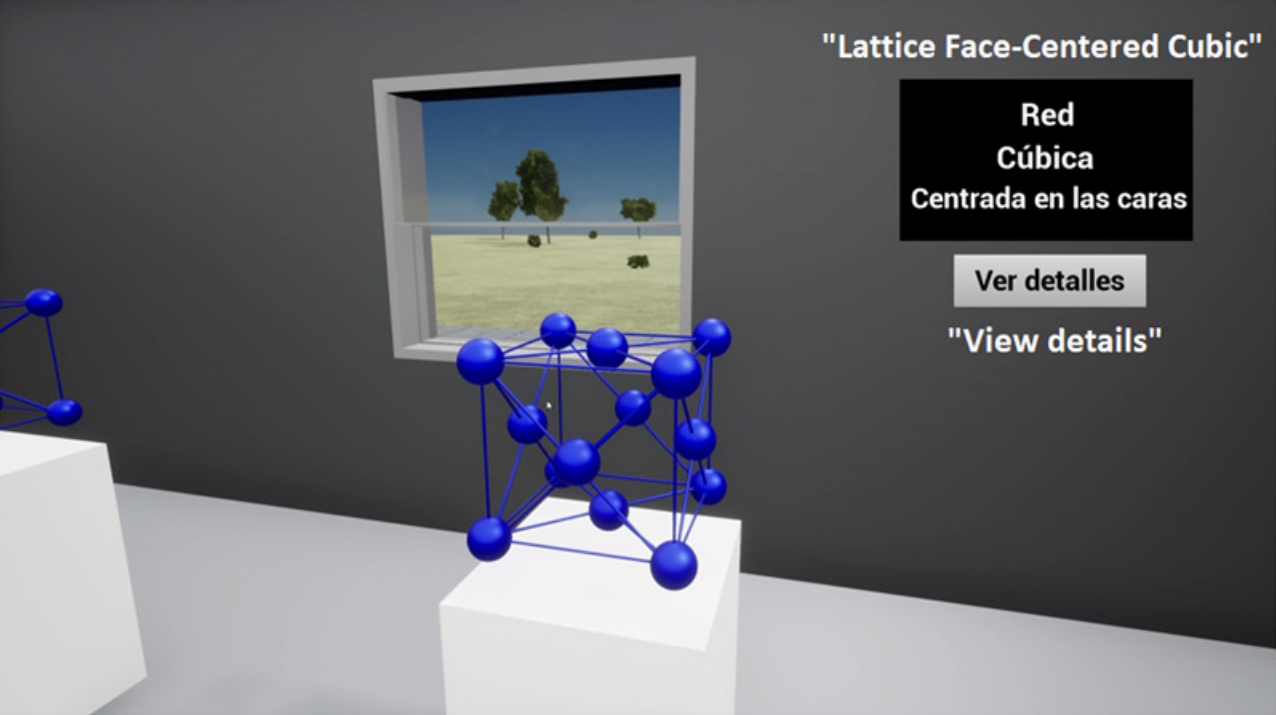 "Lattice Face-Centered Cubic"
Red
Cúbica
Centrada en las caras
Ver detalles
"View details"